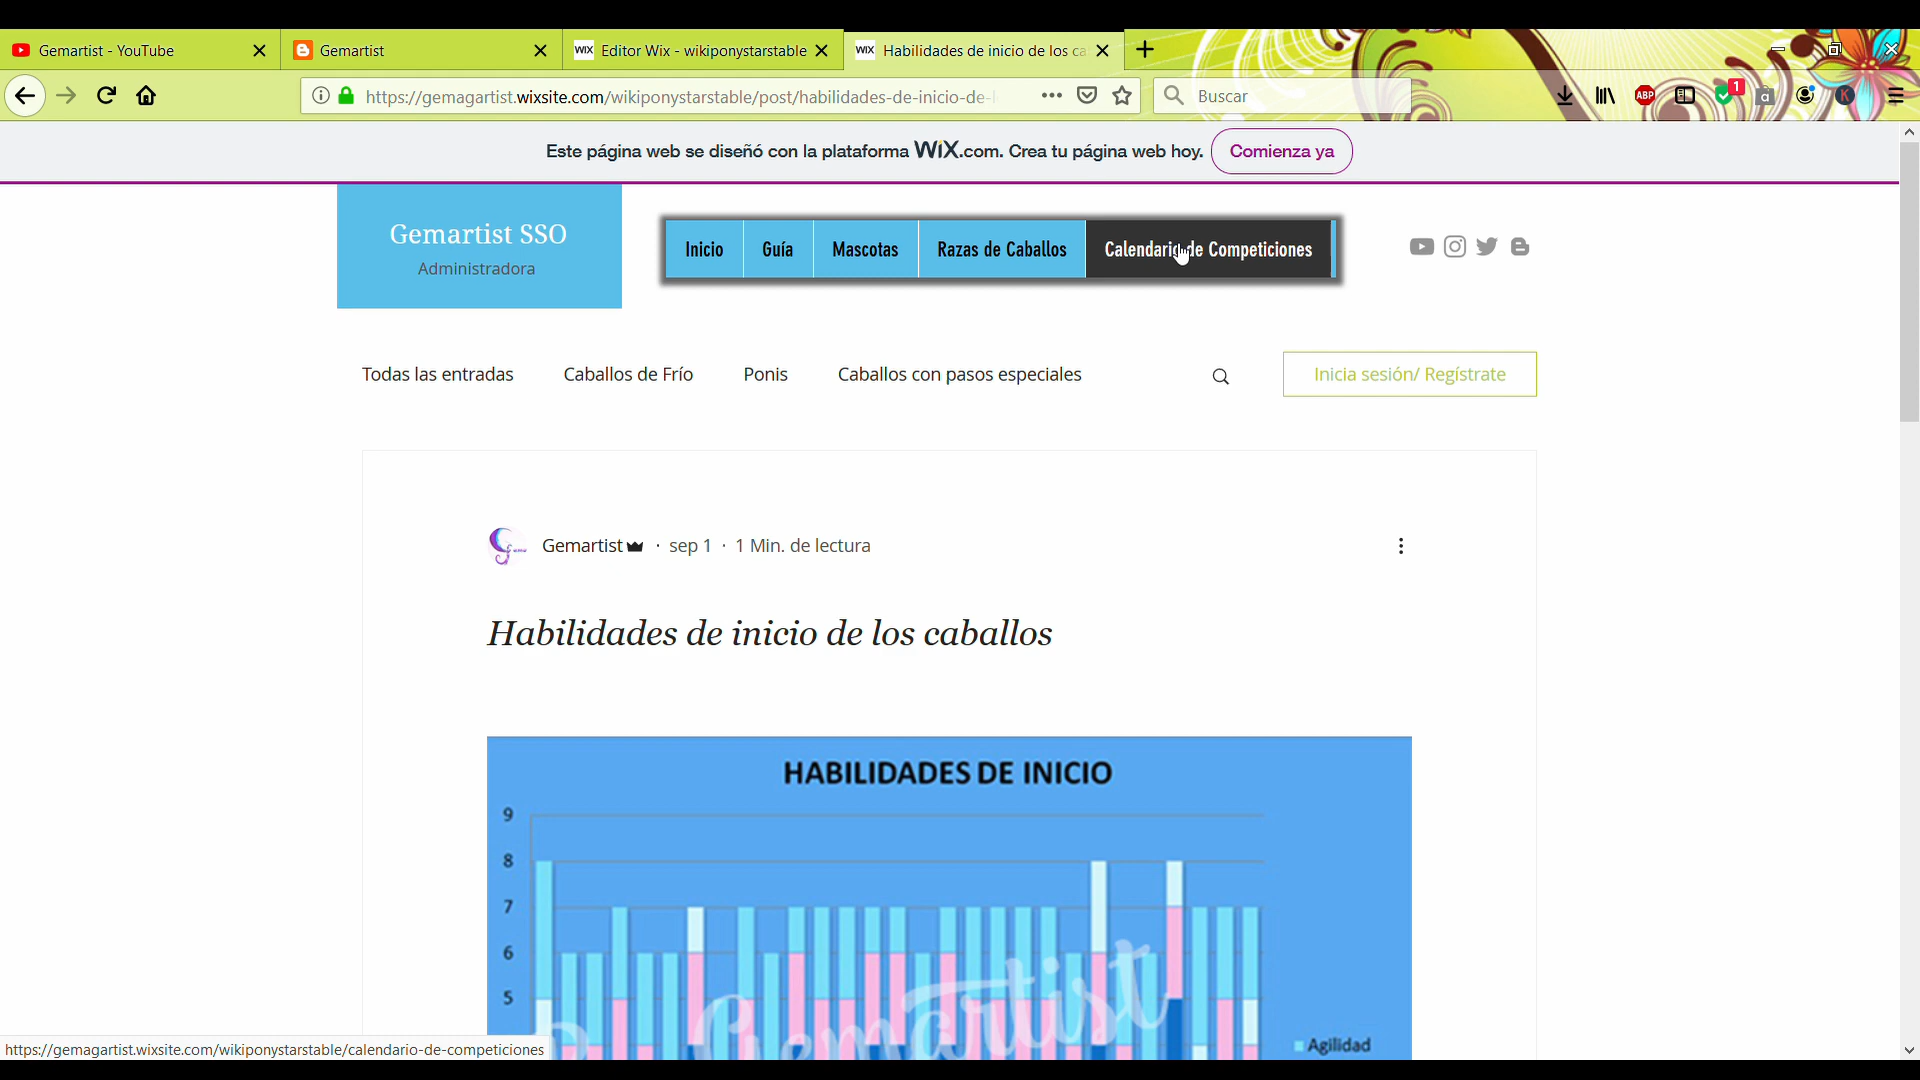 Gemartist - YouTube
Gemartist
Editor Wix - wikiponystarstable
Habilidades de inicio de los ca
https://gemagartist.wixsite.com/wikiponystarstable/post/habilidades-de-inicio-de-l
Buscar
ABP
1
a
K
Este página web se diseñó con la plataforma WiX.com. Crea tu página web hoy.
Comienza ya
Gemartist SSO
Administradora
Inicio
Guía
Mascotas
Razas de Caballos
Calendario de Competiciones
Todas las entradas
Caballos de Frío
Ponis
Caballos con pasos especiales
Inicia sesión/ Regístrate
Gemartist · sep 1 · 1 Min. de lectura
Habilidades de inicio de los caballos
HABILIDADES DE INICIO
9
8
7
6
5
Gemartist
Agilidad
https://gemagartist.wixsite.com/wikiponystarstable/calendario-de-competiciones